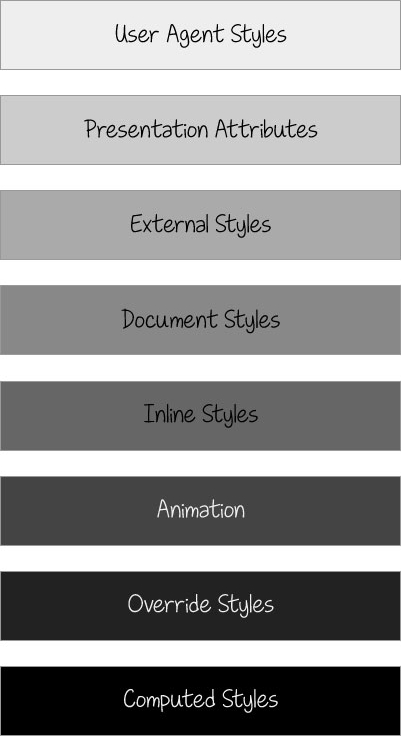 User Agent Styles
Presentation Attributes
External Styles
Document Styles
Inline Styles
Animation
Override Styles
Computed Styles